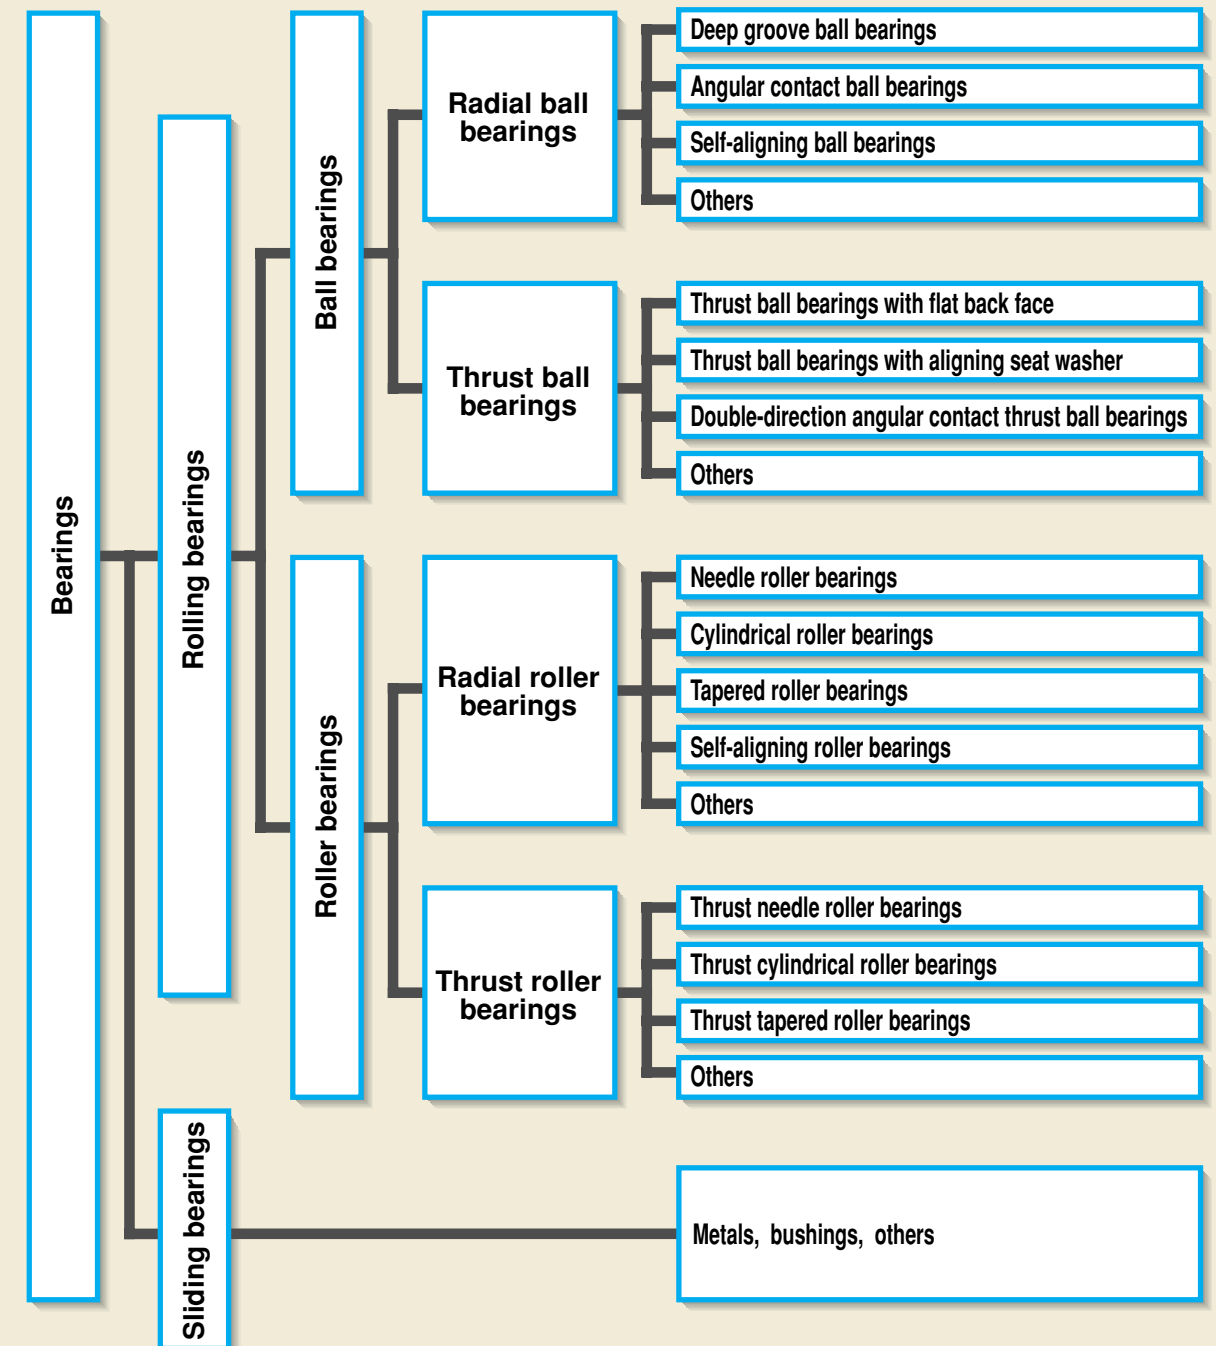 Bearings
Rolling bearings
Ball bearings
Radial ball
bearings
Deep groove ball bearings
Angular contact ball bearings
Self-aligning ball bearings
Others
Thrust ball
bearings
Thrust ball bearings with flat back face
Thrust ball bearings with aligning seat washer
Double-direction angular contact thrust ball bearings
Others
Roller bearings
Radial roller
bearings
Needle roller bearings
Cylindrical roller bearings
Tapered roller bearings
Self-aligning roller bearings
Others
Thrust roller
bearings
Thrust needle roller bearings
Thrust cylindrical roller bearings
Thrust tapered roller bearings
Others
Sliding bearings
Metals, bushings, others